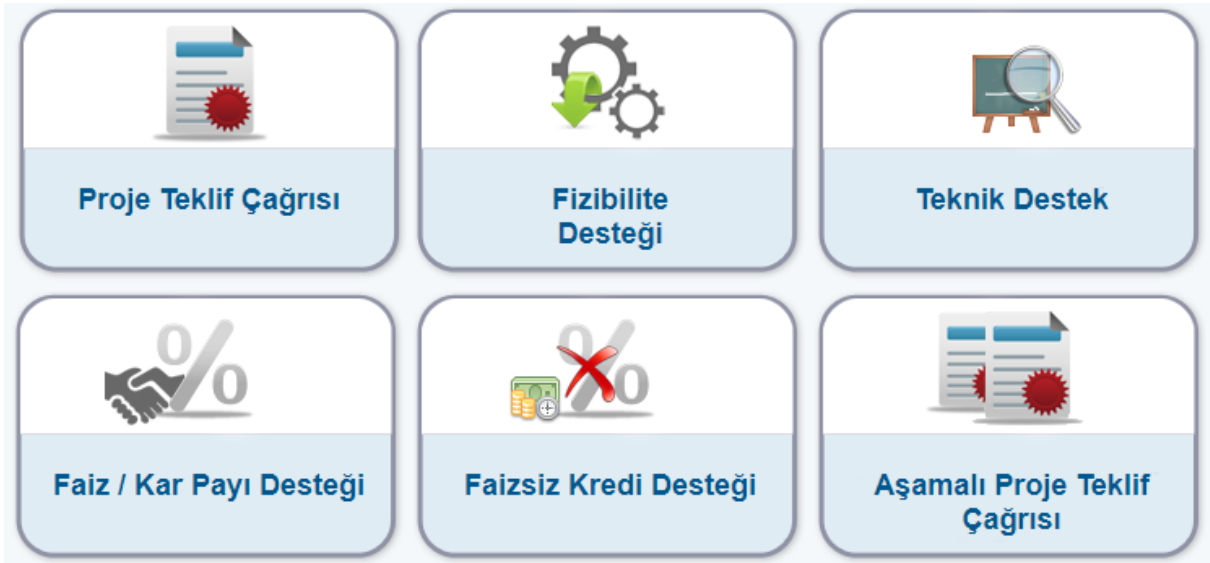 Proje Teklif Çağrısı
Fizibilite
Desteği
Teknik Destek
Faiz / Kar Payı Desteği
Faizsiz Kredi Desteği
Aşamalı Proje Teklif
Çağrısı